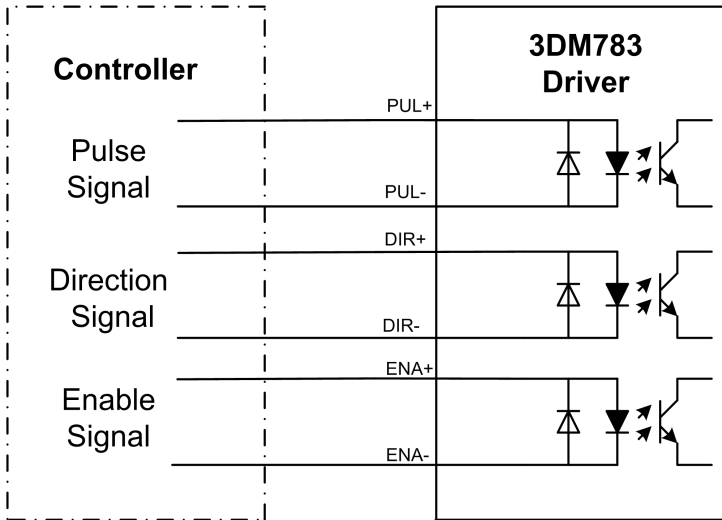 Controller
3DM783
Driver
PUL+
Pulse
Signal
PUL-
DIR+
Direction
Signal
DIR-
ENA+
Enable
Signal
ENA-